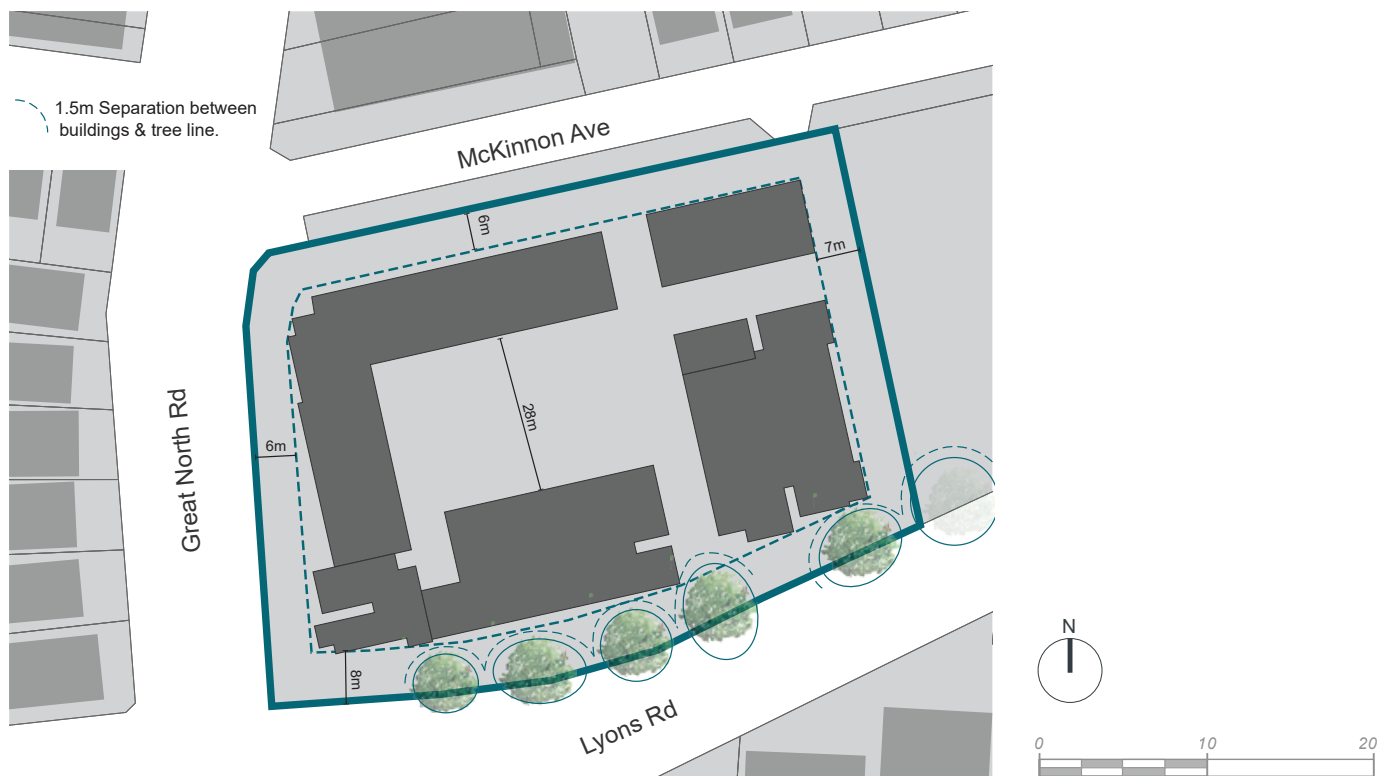 1.5m Separation between
buildings & tree line.
McKinnon Ave
6m
7m
28m
Great North Rd
6m
8m
Lyons Rd
N
0 10 20